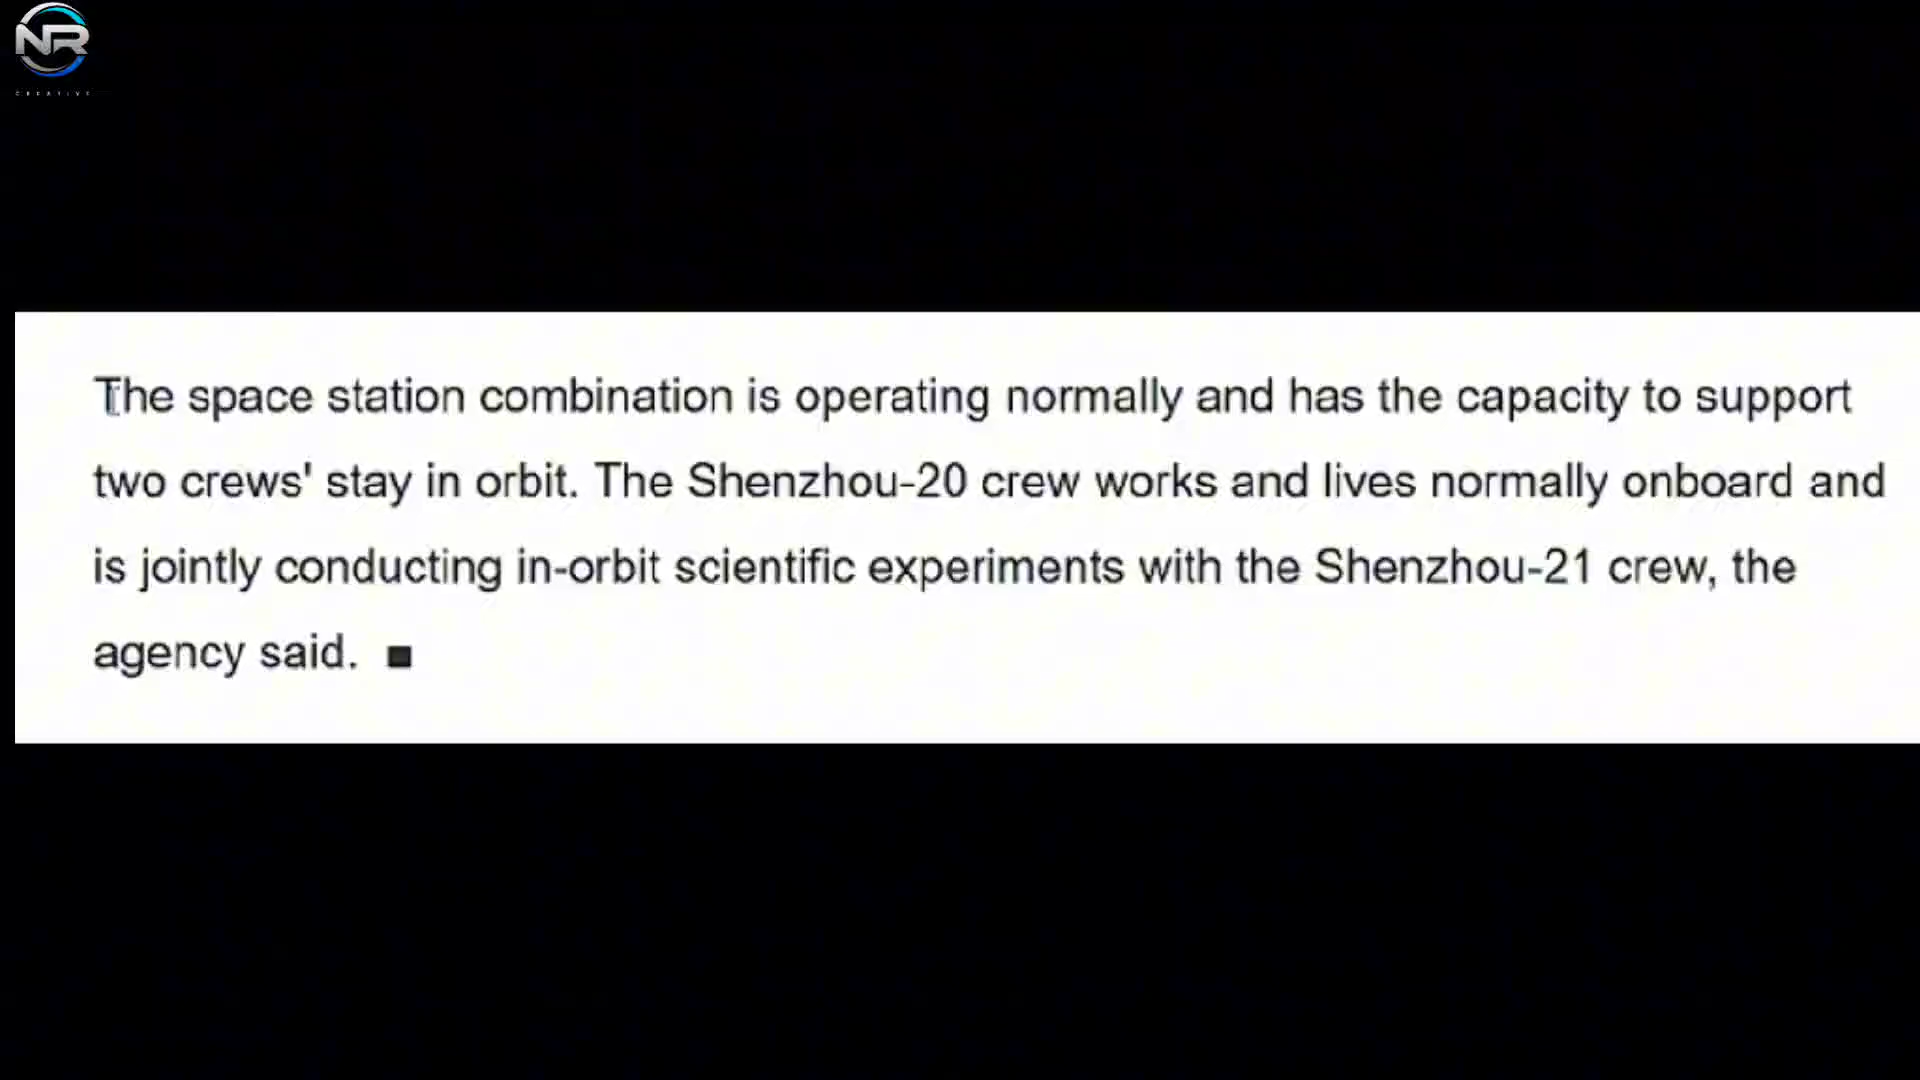 NR
CREATIVE
The space station combination is operating normally and has the capacity to support
two crews' stay in orbit. The Shenzhou-20 crew works and lives normally onboard and
is jointly conducting in-orbit scientific experiments with the Shenzhou-21 crew, the
agency said. ■